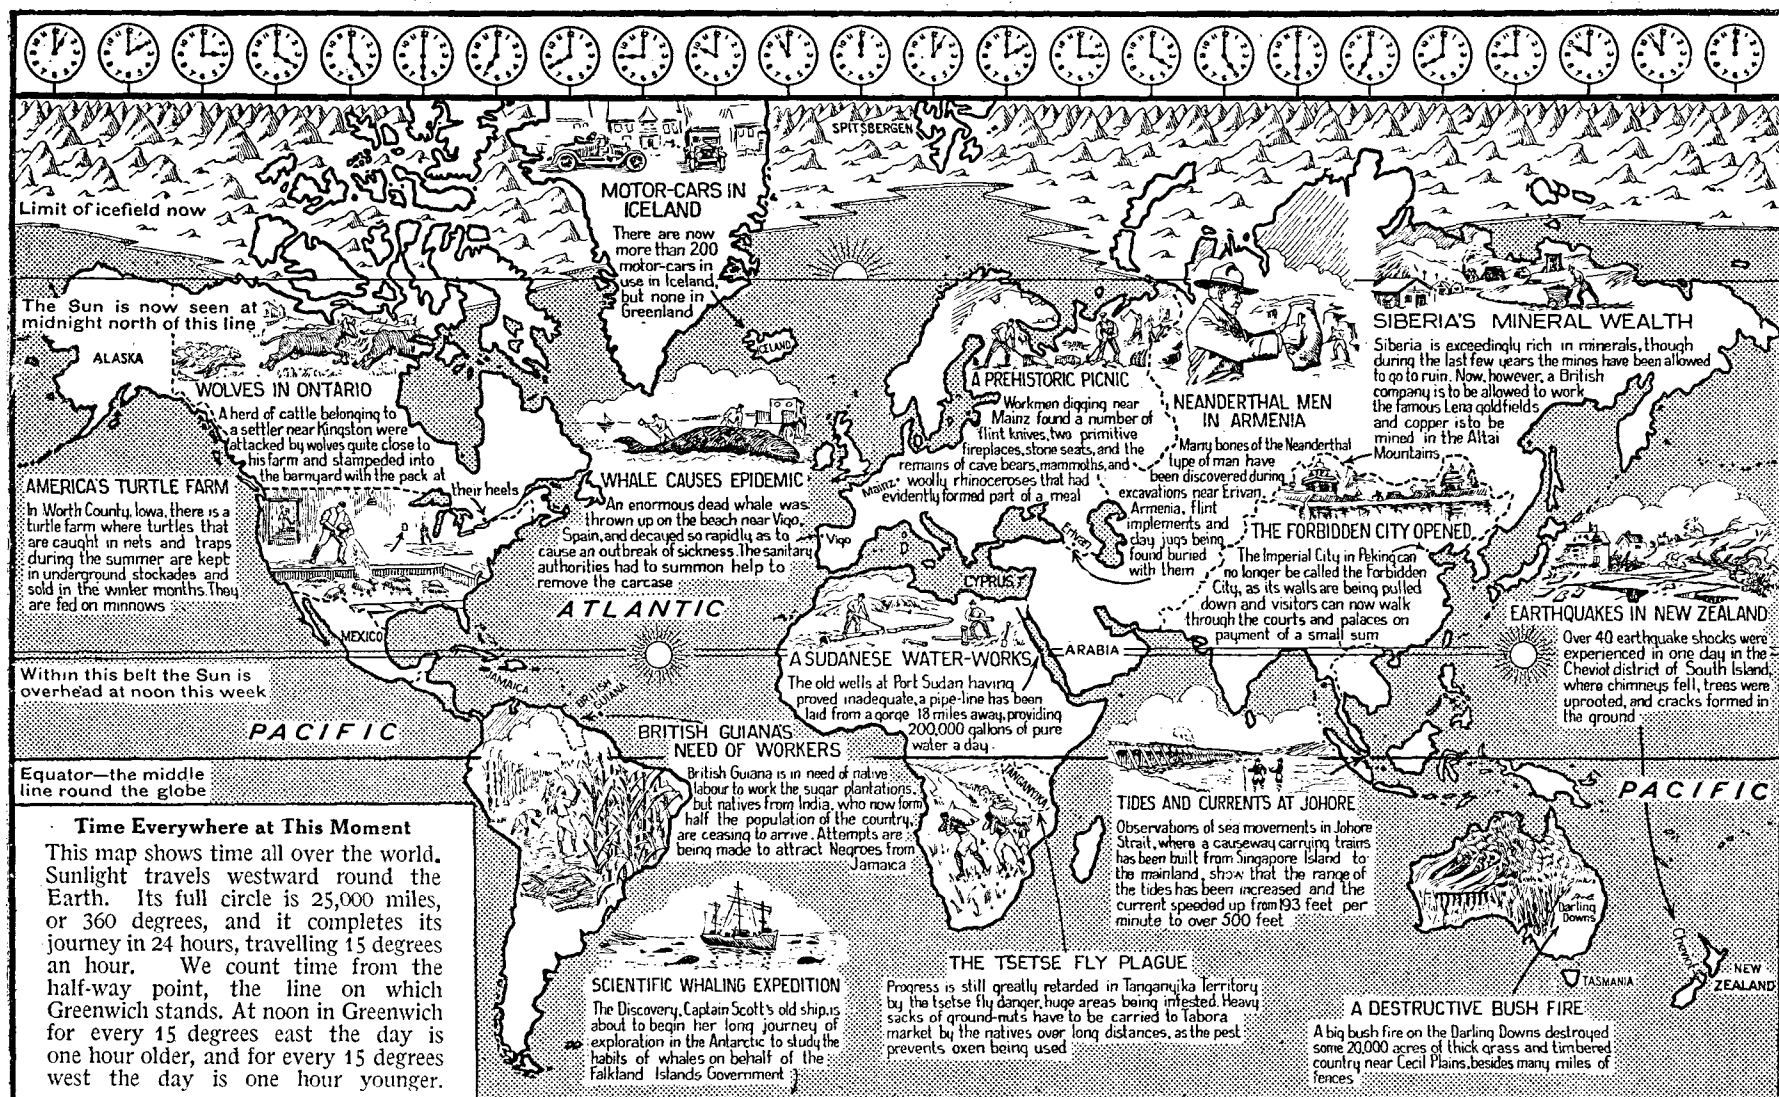 SPITSBERGEN
MOTOR-CARS IN
ICELAND
There are now
more than 200
motor-cars in
use in Iceland,
but none in
Greenland
ICELAND
Limit of icefield now
The Sun is now seen at
midnight north of this line
ALASKA
WOLVES IN ONTARIO
A herd of cattle belonging to
a settler near Kingston were
attacked by wolves quite close to
his farm and stampeded into
the barnyard with the pack at
their heels
AMERICA'S TURTLE FARM
In Worth County, Iowa, there is a
turtle farm where turtles that
are caught in nets and traps
during the summer are kept
in underground stockades and
sold in the winter months. They
are fed on minnows
WHALE CAUSES EPIDEMIC
An enormous dead whale was
thrown up on the beach near Vigo,
Spain, and decayed so rapidly as to
cause an outbreak of sickness. The sanitary
authorities had to summon help to
remove the carcase
Vigo
A PREHISTORIC PICNIC
Workmen digging near
Mainz found a number of
flint knives, two primitive
fireplaces, stone seats, and the
remains of cave bears, mammoths, and
woolly rhinoceroses that had
evidently formed part of a meal
Mainz
NEANDERTHAL MEN
IN ARMENIA
Many bones of the Neanderthal
type of man have
been discovered during
excavations near Erivan
Armenia, flint
implements and
clay jugs being
found buried
with them
Erivan
SIBERIA'S MINERAL WEALTH
Siberia is exceedingly rich in minerals, though
during the last few years the mines have been allowed
to go to ruin. Now, however, a British
company is to be allowed to work
the famous Lena goldfields
and copper is to be
mined in the Altai
Mountains
THE FORBIDDEN CITY OPENED
The Imperial City in Peking can
no longer be called the Forbidden
City, as its walls are being pulled
down and visitors can now walk
through the courts and palaces on
payment of a small sum
EARTHQUAKES IN NEW ZEALAND
Over 40 earthquake shocks were
experienced in one day in the
Cheviot district of South Island,
where chimneys fell, trees were
uprooted, and cracks formed in
the ground
ATLANTIC
MEXICO
CYPRUS
ARABIA
A SUDANESE WATER-WORKS
The old wells at Port Sudan having
proved inadequate, a pipe-line has been
laid from a gorge 18 miles away, providing
200,000 gallons of pure
water a day
Within this belt the Sun is
overhead at noon this week
JAMAICA
BRITISH
GUIANA
PACIFIC
BRITISH GUIANA'S
NEED OF WORKERS
British Guiana is in need of native
labour to work the sugar plantations,
but natives from India, who now form
half the population of the country,
are ceasing to arrive. Attempts are
being made to attract Negroes from
Jamaica
Equator—the middle
line round the globe
TANGANYIKA
TIDES AND CURRENTS AT JOHORE
Observations of sea movements in Johore
Strait, where a causeway carrying trains
has been built from Singapore Island to
the mainland, show that the range of
the tides has been increased and the
current speeded up from 193 feet per
minute to over 500 feet
PACIFIC
Time Everywhere at This Moment
This map shows time all over the world.
Sunlight travels westward round the
Earth. Its full circle is 25,000 miles,
or 360 degrees, and it completes its
journey in 24 hours, travelling 15 degrees
an hour. We count time from the
half-way point, the line on which
Greenwich stands. At noon in Greenwich
for every 15 degrees east the day is
one hour older, and for every 15 degrees
west the day is one hour younger.
SCIENTIFIC WHALING EXPEDITION
The Discovery, Captain Scott's old ship, is
about to begin her long journey of
exploration in the Antarctic to study the
habits of whales on behalf of the
Falkland Islands Government
THE TSETSE FLY PLAGUE
Progress is still greatly retarded in Tanganyika Territory
by the tsetse fly danger, huge areas being infested. Heavy
sacks of ground-nuts have to be carried to Tabora
market by the natives over long distances, as the pest
prevents oxen being used
Darling
Downs
Cheviot
TASMANIA
NEW
ZEALAND
A DESTRUCTIVE BUSH FIRE
A big bush fire on the Darling Downs destroyed
some 20,000 acres of thick grass and timbered
country near Cecil Plains, besides many miles of
fences